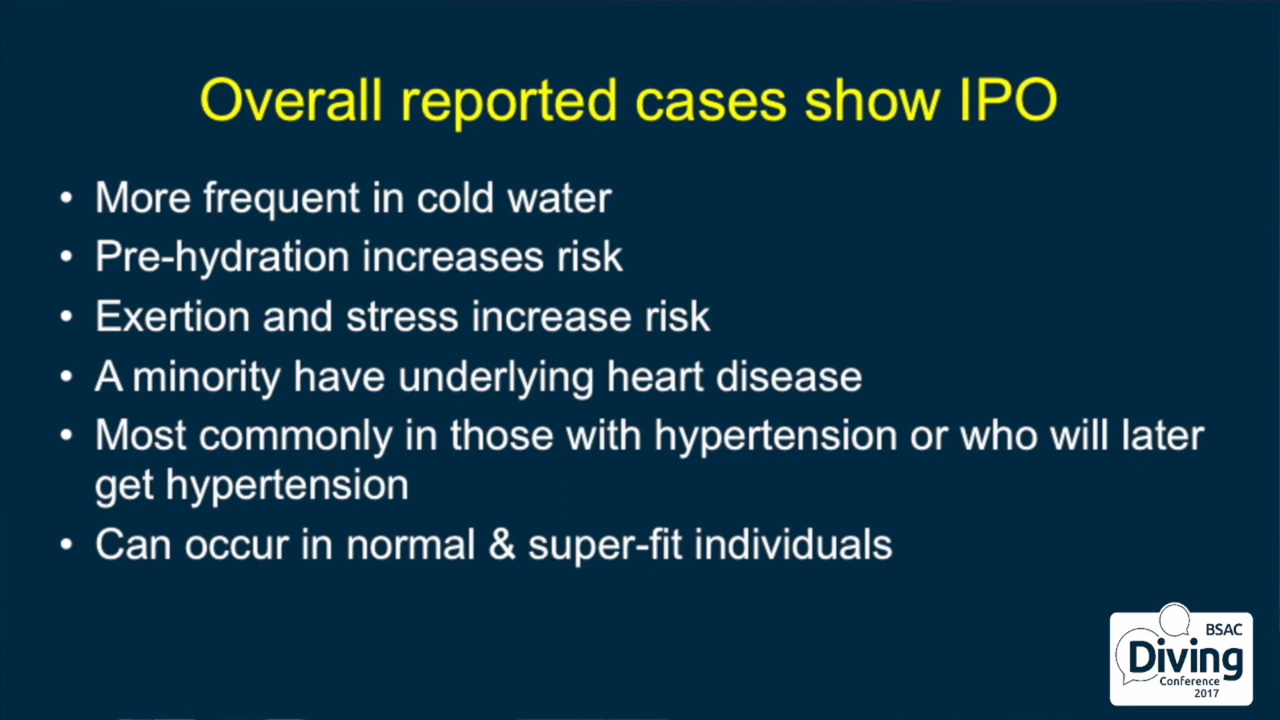 Overall reported cases show IPO
• More frequent in cold water
• Pre-hydration increases risk
• Exertion and stress increase risk
• A minority have underlying heart disease
• Most commonly in those with hypertension or who will later
get hypertension
• Can occur in normal & super-fit individuals
BSAC
Diving
Conference
2017